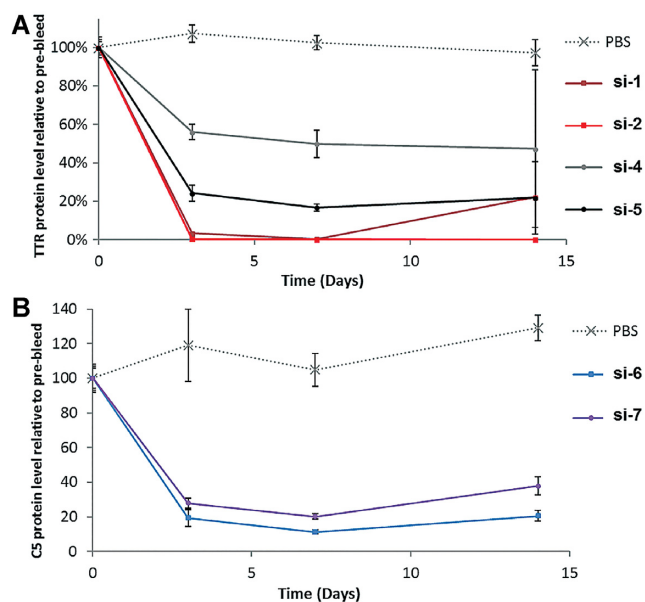 A
TTR protein level relative to pre-bleed
100%
80%
60%
40%
20%
0%
0
5
10
15
Time (Days)
PBS
si-1
si-2
si-4
si-5
B
C5 protein level relative to pre-bleed
140
120
100
80
60
40
20
0
0
5
10
15
Time (Days)
PBS
si-6
si-7